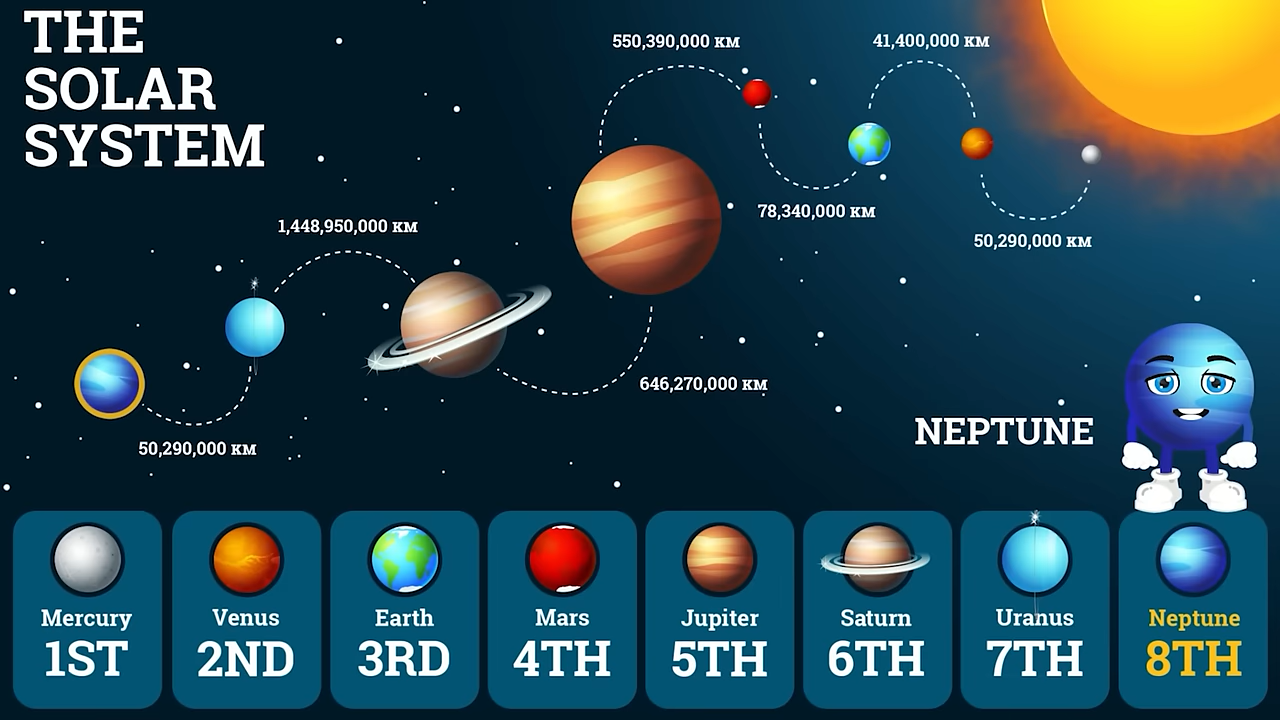 THE
SOLAR
SYSTEM
550,390,000 км
41,400,000 км
78,340,000 км
50,290,000 км
1,448,950,000 км
646,270,000 км
50,290,000 км
NEPTUNE
Mercury
1ST
Venus
2ND
Earth
3RD
Mars
4TH
Jupiter
5TH
Saturn
6TH
Uranus
7TH
Neptune
8TH